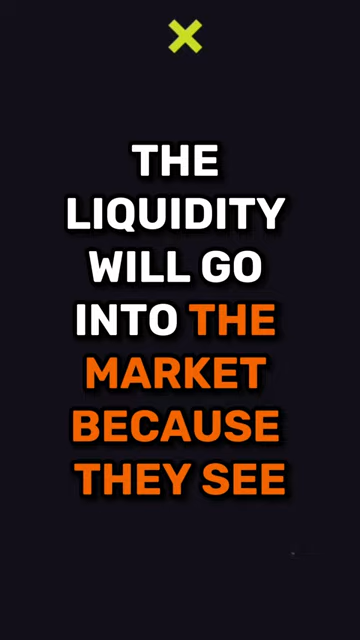 THE
LIQUIDITY
WILL GO
INTO THE
MARKET
BECAUSE
THEY SEE